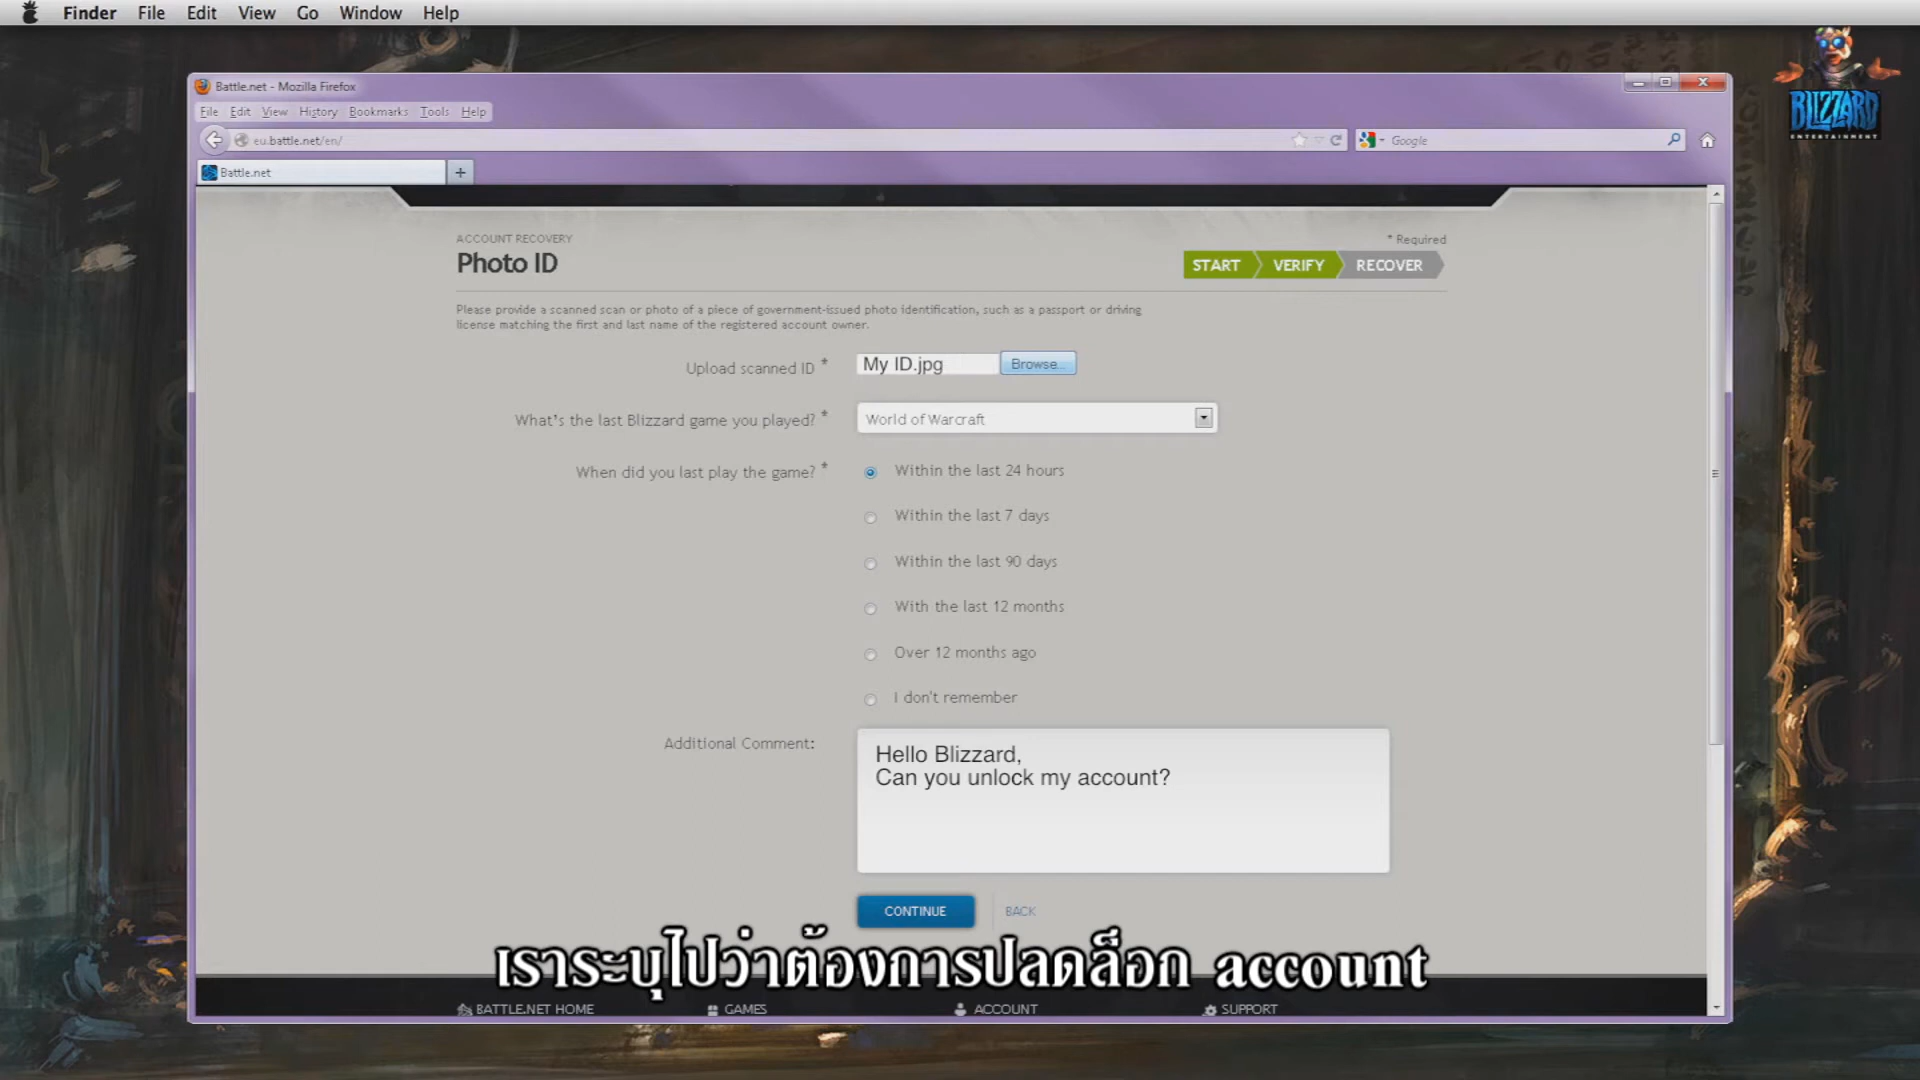 Finder File Edit View Go Window Help
BLIZZARD
ENTERTAINMENT
Battle.net - Mozilla Firefox
File Edit View History Bookmarks Tools Help
eu.battle.net/en/
Google
Battle.net
ACCOUNT RECOVERY
* Required
Photo ID
START VERIFY RECOVER
Please provide a scanned scan or photo of a piece of government-issued photo identification, such as a passport or driving
license matching the first and last name of the registered account owner.
Upload scanned ID * My ID.jpg Browse...
What's the last Blizzard game you played? * World of Warcraft
When did you last play the game? * Within the last 24 hours
Within the last 7 days
Within the last 90 days
With the last 12 months
Over 12 months ago
I don't remember
Additional Comment:
Hello Blizzard,
Can you unlock my account?
CONTINUE BACK
เราระบุไปว่าต้องการปลดล็อก account
BATTLE.NET HOME GAMES ACCOUNT SUPPORT